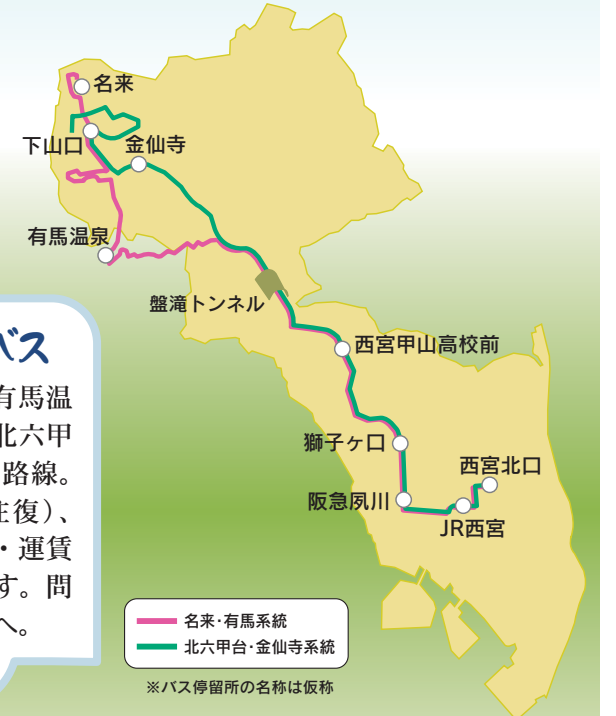 名来
下山口
金仙寺
有馬温泉
盤滝トンネル
西宮甲山高校前
獅子ヶ口
西宮北口
阪急夙川
JR西宮
バス
有馬温
北六甲
路線。
往復)、
・運賃
す。問
へ。
名来・有馬系統
北六甲台・金仙寺系統
※バス停留所の名称は仮称